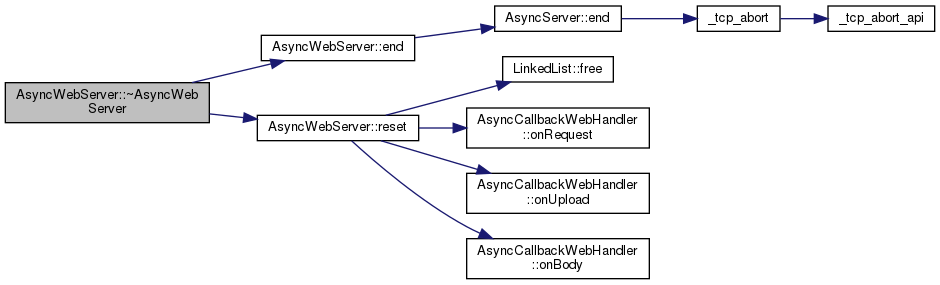 AsyncWebServer::~AsyncWeb
Server
AsyncWebServer::end
AsyncServer::end
_tcp_abort
_tcp_abort_api
AsyncWebServer::reset
LinkedList::free
AsyncCallbackWebHandler
::onRequest
AsyncCallbackWebHandler
::onUpload
AsyncCallbackWebHandler
::onBody